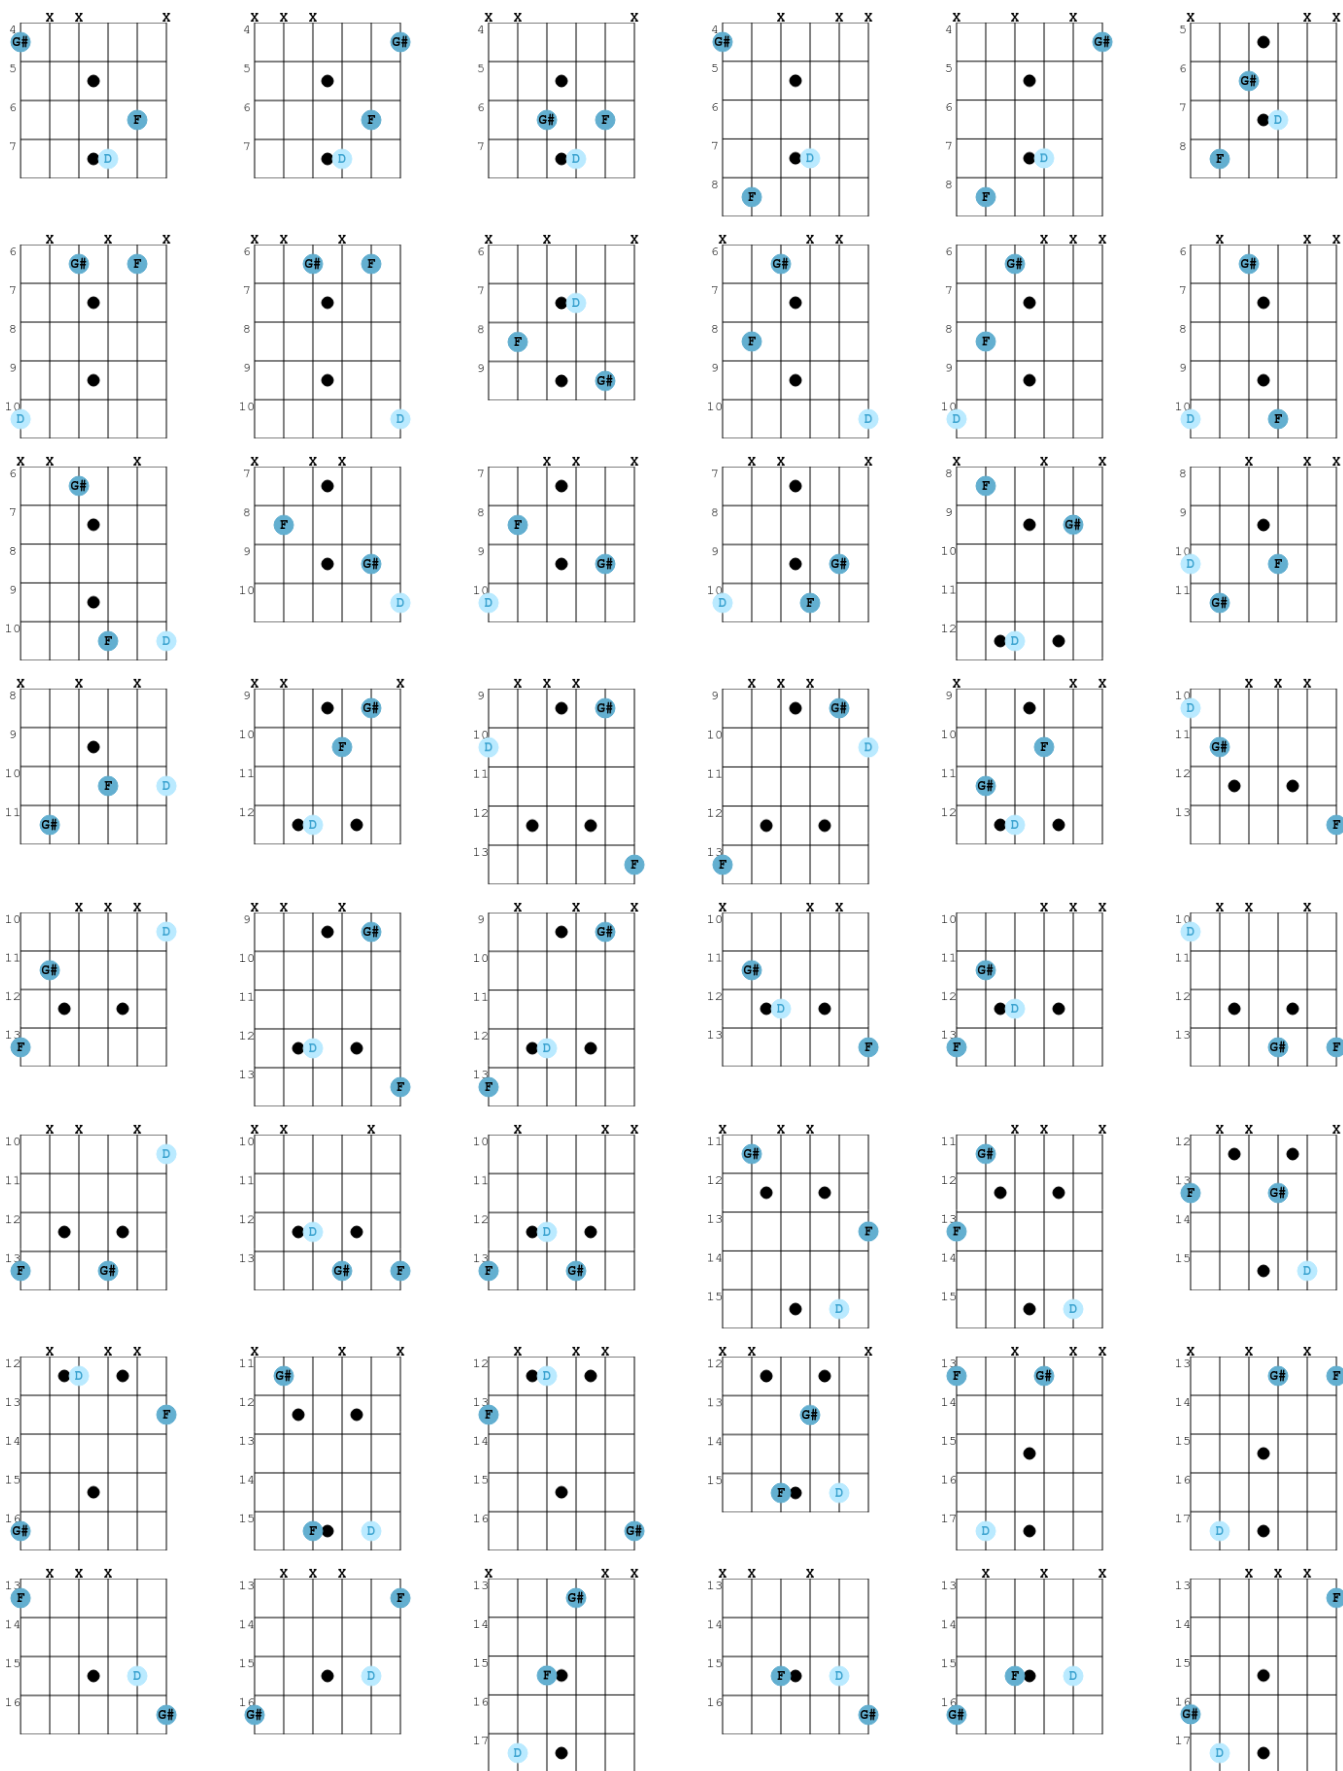 X X X X X X X X X X X X X X X X X X
4 G# 4 G# 4 4 G# 4 G# 5
5 5 5 5 5 6 G#
6 F 6 F 6 G# F 6 6 7 D
7 D 7 D 7 D 7 D 7 D 8 F
8 F 8 F
X X X X X X X X X X X X X X X X X X
6 G# F 6 G# F 6 6 G# 6 G# 6 G#
7 7 7 D 7 7 7
8 8 8 F 8 F 8 F 8
9 9 9 G# 9 9 9
10 D 10 D 10 D 10 D 10 D F
X X X X X X X X X X X X X X X X X X
6 G# 7 7 7 8 F 8
7 8 F 8 F 8 9 G# 9
8 9 G# 9 G# 9 G# 10 10 D F
9 10 D 10 D 10 D F 11 11 G#
10 F D 12 D
X X X X X X X X X X X X X X X X X X
8 9 G# 9 G# 9 G# 9 10 D
9 10 F 10 D 10 D 10 F 11 G#
10 F D 11 11 11 11 G# 12
11 G# 12 D 12 12 12 D 13 F
13 F 13 F
X X X X X X X X X X X X X X X X X X
10 D 9 G# 9 G# 10 10 10 D
11 G# 10 10 11 G# 11 G# 11
12 11 11 12 D 12 D 12
13 F 12 D 12 D 13 F 13 F 13 G# F
13 F 13 F
X X X X X X X X X X X X X X X X X X
10 D 10 10 11 G# 11 G# 12
11 11 11 12 12 13 F G#
12 12 D 12 D 13 F 13 F 14
13 F G# 13 G# F 13 F G# 14 14 15 D
15 D 15 D
X X X X X X X X X X X X X X X X X X
12 D 11 G# 12 D 12 13 F G# 13 G# F
13 F 12 13 F 13 G# 14 14
14 13 14 14 15 15
15 14 15 15 F D 16 16
16 G# 15 F D 16 G# 17 D 17 D
X X X X X X X X X X X X X X X X X X
13 F 13 F 13 G# 13 13 13 F
14 14 14 14 14 14
15 D 15 D 15 F 15 F D 15 F D 15
16 G# 16 G# 16 16 G# 16 G# 16 G#
17 D 17 D